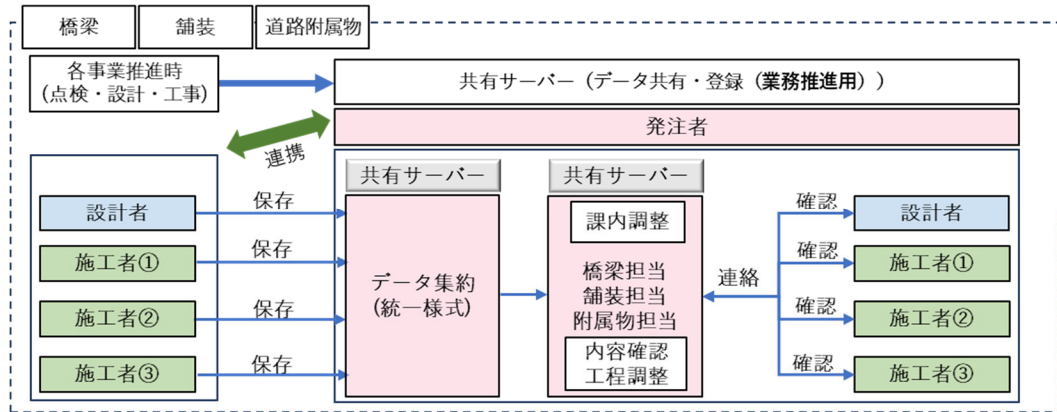 橋梁
舗装
道路附属物
各事業推進時
(点検・設計・工事)
共有サーバー（データ共有・登録（業務推進用））
発注者
連携
共有サーバー
共有サーバー
設計者
保存
施工者①
保存
施工者②
保存
施工者③
保存
データ集約
(統一様式)
課内調整
橋梁担当
舗装担当
附属物担当
内容確認
工程調整
連絡
確認
設計者
確認
施工者①
確認
施工者②
確認
施工者③